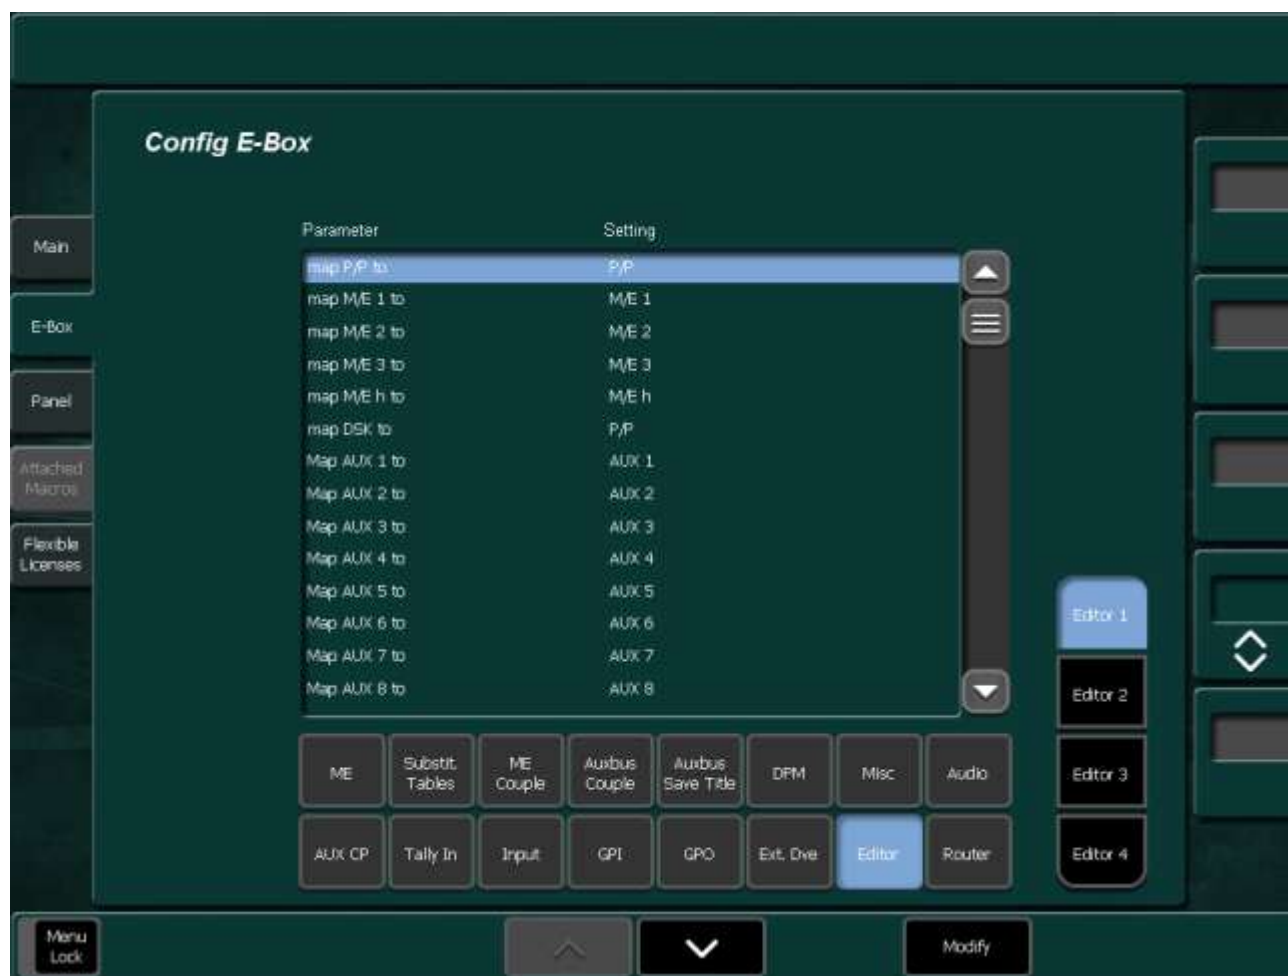 Config E-Box
Parameter Setting
map P/P to P/P
map M/E 1 to M/E 1
map M/E 2 to M/E 2
map M/E 3 to M/E 3
map M/E h to M/E h
map DSK to P/P
Map AUX 1 to AUX 1
Map AUX 2 to AUX 2
Map AUX 3 to AUX 3
Map AUX 4 to AUX 4
Map AUX 5 to AUX 5
Map AUX 6 to AUX 6
Map AUX 7 to AUX 7
Map AUX 8 to AUX 8
Main
E-Box
Panel
Attached
Macros
Flexible
Licenses
Editor 1
Editor 2
Editor 3
Editor 4
ME
Substit.
Tables
ME
Couple
Auxbus
Couple
Auxbus
Save Title
DPM
Misc
Audio
AUX CP
Tally In
Input
GPI
GPO
Ext. Dve
Editor
Router
Menu
Lock
Modify